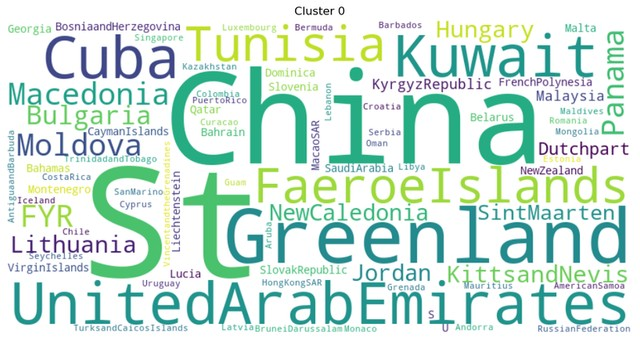 Cluster 0
Georgia
BosniaandHerzegovina
Singapore
Luxembourg
Bermuda
Barbados
Malta
Cuba
Tunisia
Kuwait
Hungary
Panama
Kazakhstan
Dominica
Slovenia
KyrgyzRepublic
FrenchPolynesia
Malaysia
Macedonia
Bulgaria
Colombia
PuertoRico
Qatar
Curacao
Bahrain
Lebanon
China
Croatia
Serbia
Oman
Belarus
Maldives
Romania
Mongolia
Moldova
CaymanIslands
MacaoSAR
Dutchpart
AntiguaandBarbuda
TrinidadandTobago
Bahamas
CostaRica
Montenegro
SaudiArabia
Libya
Estonia
NewZealand
Iceland
SanMarino
Cyprus
Vincentandthe­Grenadines
Liechtenstein
Guam
FaeroeIslands
FYR
St
Chile
NewCaledonia
SintMaarten
Lithuania
Aruba
Greenland
Seychelles
VirginIslands
Lucia
Uruguay
SlovakRepublic
HongKongSAR
Jordan
Grenada
KittsandNevis
Mauritius
AmericanSamoa
UnitedArabEmirates
S
U
TurksandCaicosIslands
Latvia
BruneiDarussalam
Monaco
Andorra
RussianFederation